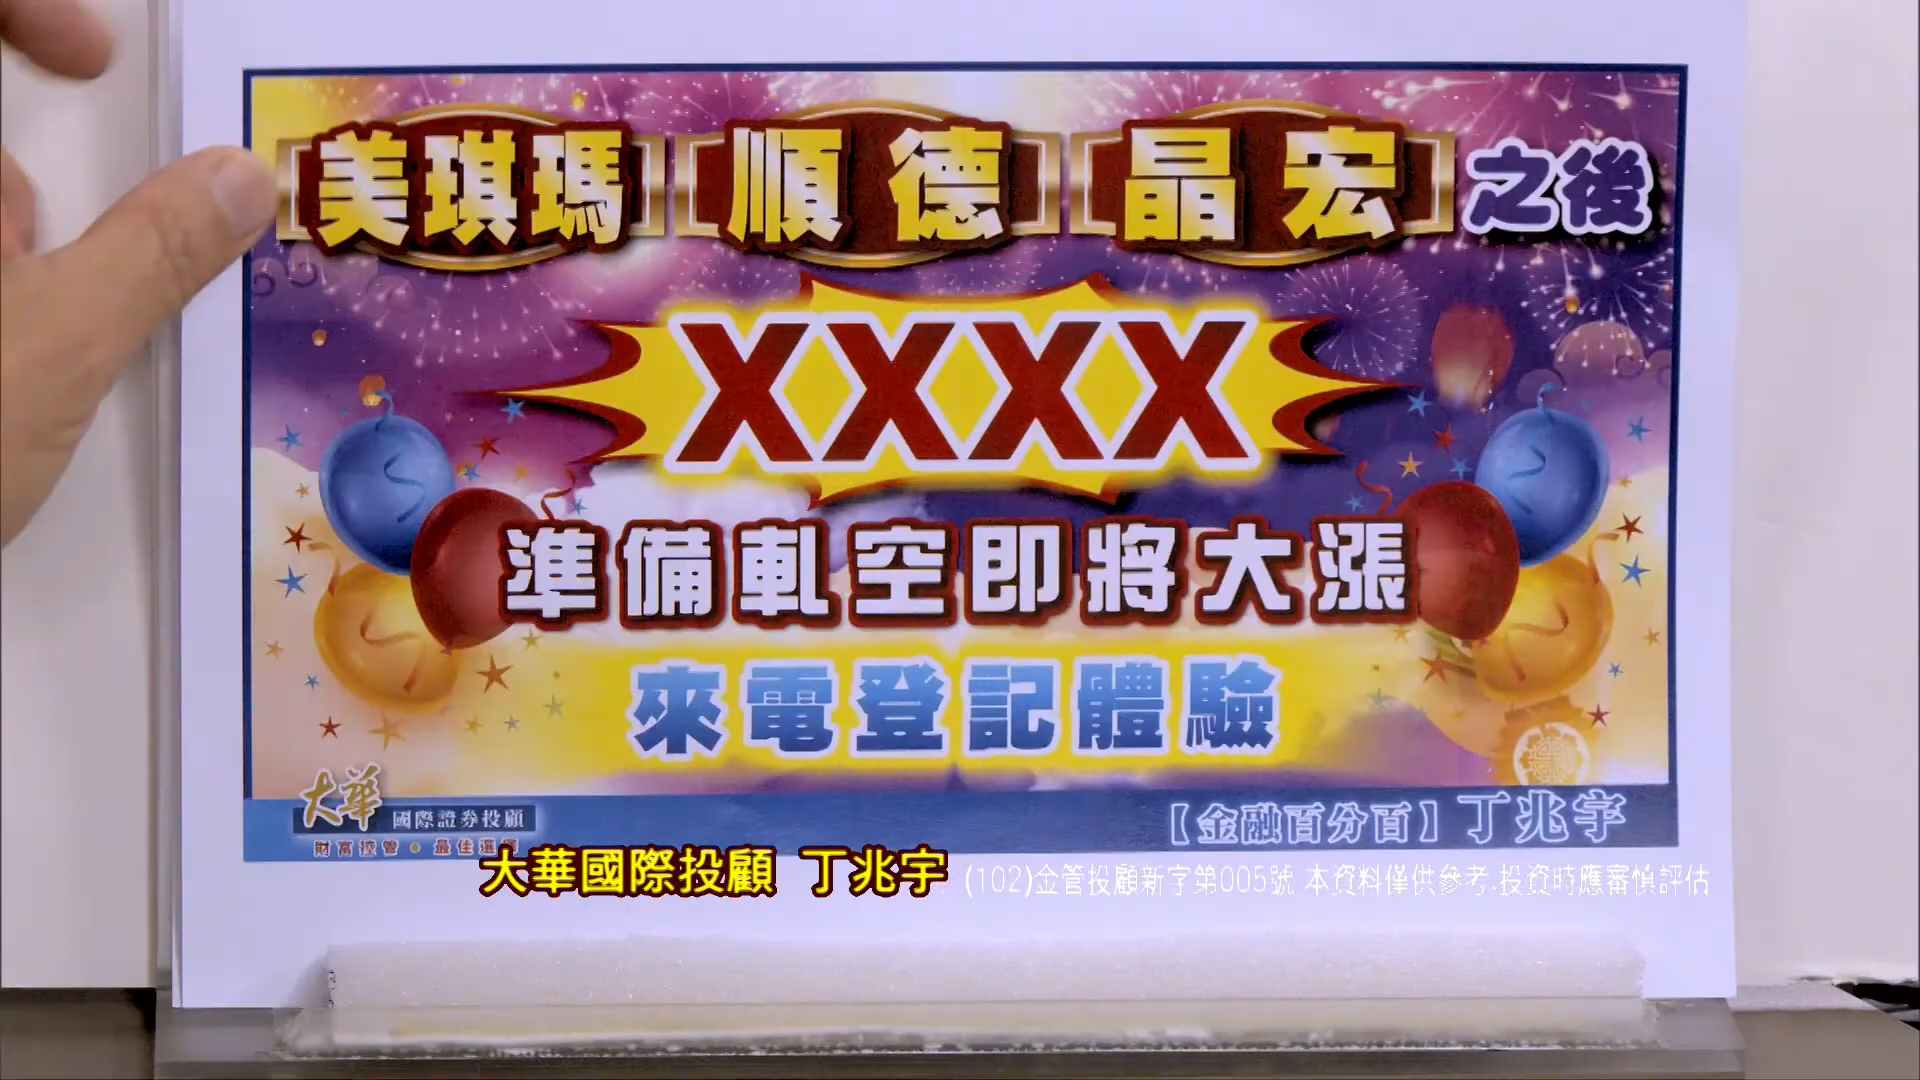 美琪瑪 順德 晶宏 之後
XXXX
準備軋空即將大漲
來電登記體驗
大華 國際證券投顧
財富控管 最佳選擇
【金融百分百】丁兆宇
大華國際投顧 丁兆宇 (102)金管投顧新字第005號 本資料僅供參考.投資時應審慎評估